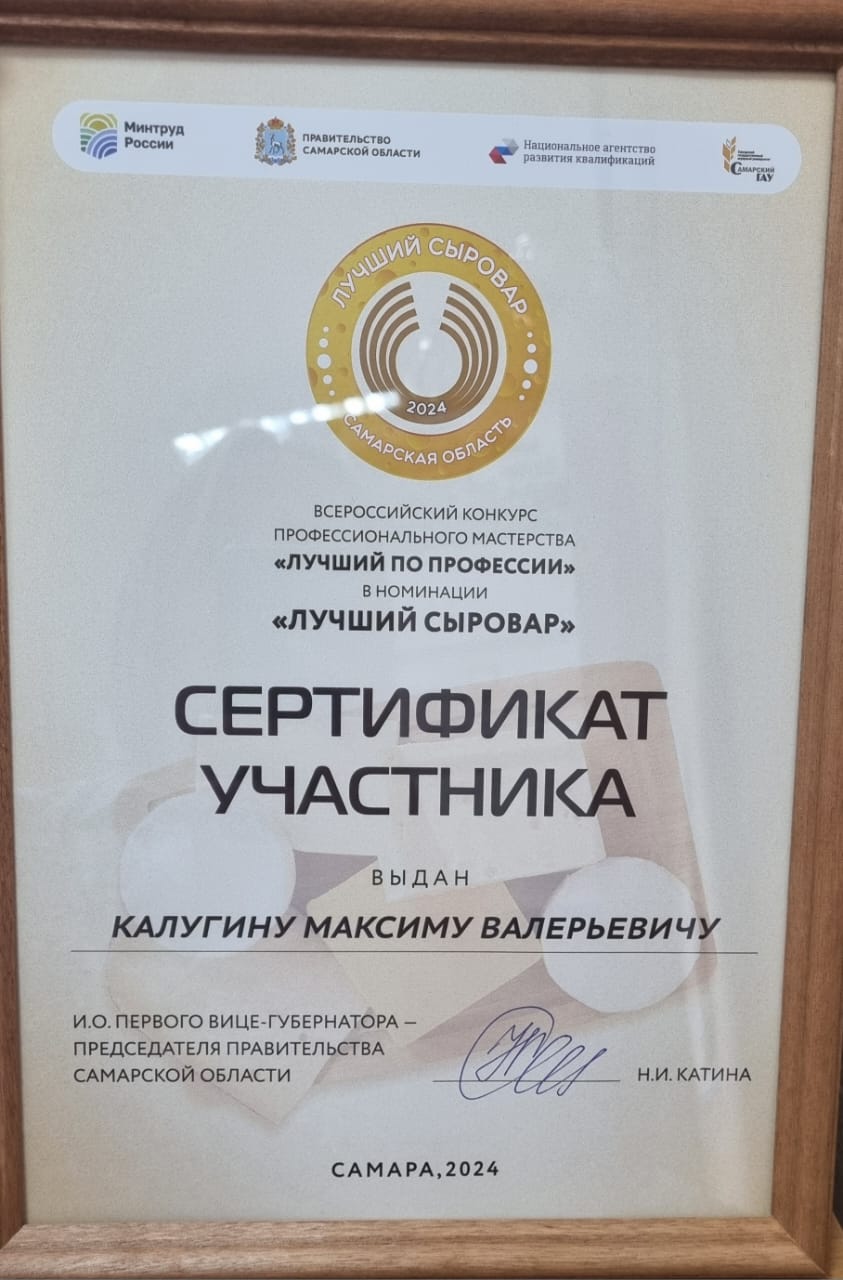 Минтруд
России
ПРАВИТЕЛЬСТВО
САМАРСКОЙ ОБЛАСТИ
Национальное агентство
развития квалификаций
САМАРСКИЙ
ГАУ
ЛУЧШИЙ СЫРОВАР
2024
САМАРСКАЯ ОБЛАСТЬ
ВСЕРОССИЙСКИЙ КОНКУРС
ПРОФЕССИОНАЛЬНОГО МАСТЕРСТВА
«ЛУЧШИЙ ПО ПРОФЕССИИ»
В НОМИНАЦИИ
«ЛУЧШИЙ СЫРОВАР»
СЕРТИФИКАТ
УЧАСТНИКА
ВЫДАН
КАЛУГИНУ МАКСИМУ ВАЛЕРЬЕВИЧУ
И.О. ПЕРВОГО ВИЦЕ-ГУБЕРНАТОРА –
ПРЕДСЕДАТЕЛЯ ПРАВИТЕЛЬСТВА
САМАРСКОЙ ОБЛАСТИ
Н.И. КАТИНА
САМАРА,2024